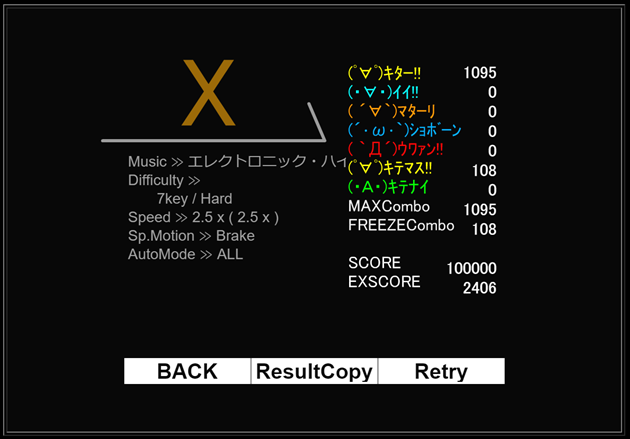 X
Music ≫ エレクトロニック・ハイ
Difficulty ≫
7key / Hard
Speed ≫ 2.5 x ( 2.5 x )
Sp.Motion ≫ Brake
AutoMode ≫ ALL
(ﾟ∀ﾟ)ｷﾀｰ!! 1095
(・∀・)ｲｲ!! 0
( ´∀`)ﾏﾀｰﾘ 0
(´・ω・`)ｼｮﾎﾞｰﾝ 0
( `Д´)ｳﾜｧﾝ!! 0
(ﾟ∀ﾟ)ｷﾃﾏｽ!! 108
(・A・)ｷﾃﾅｲ 0
MAXCombo 1095
FREEZECombo 108
SCORE 100000
EXSCORE 2406
BACK ResultCopy Retry